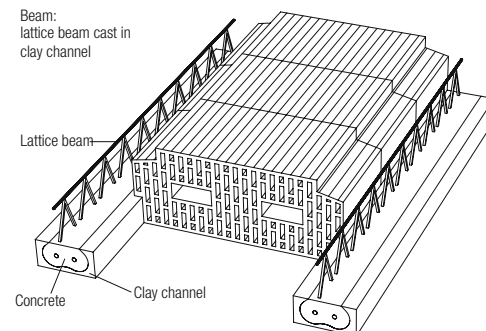 Beam:
lattice beam cast in
clay channel
Lattice beam
Clay channel
Concrete